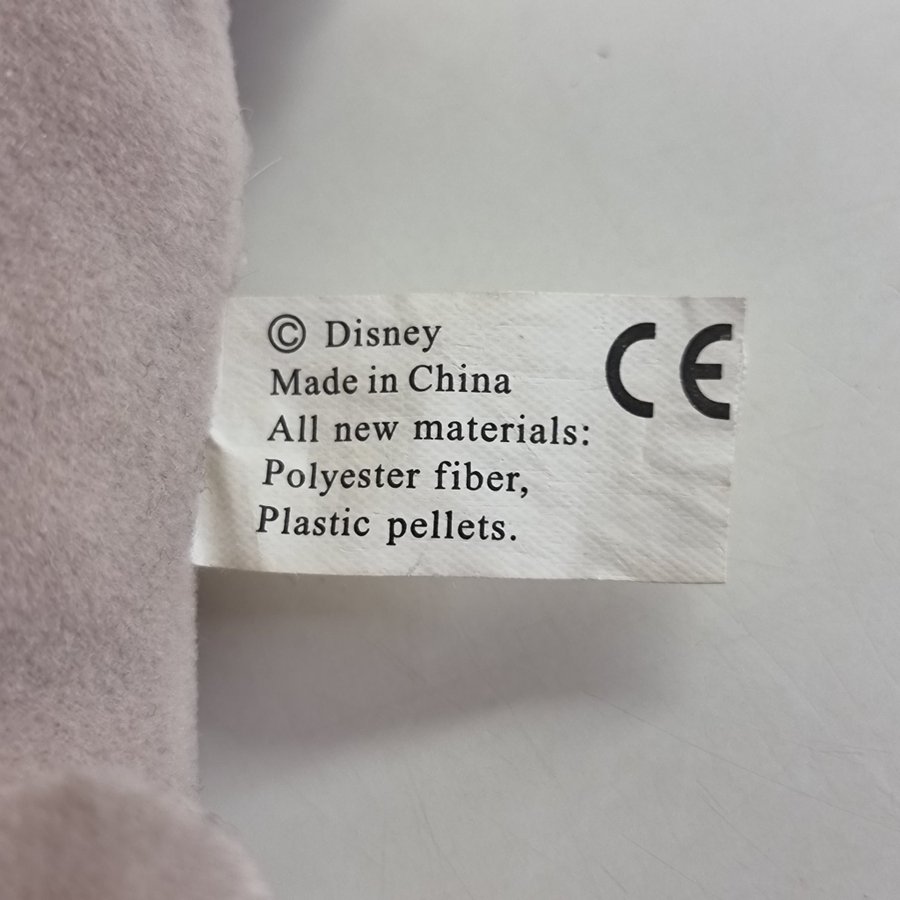 © Disney
Made in China
All new materials:
Polyester fiber,
Plastic pellets.
CE